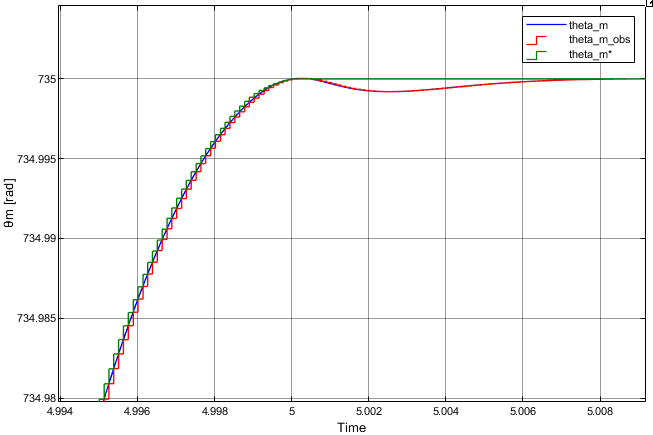 theta_m
theta_m_obs
theta_m*
735
734.995
734.99
734.985
734.98
θm [rad]
4.994
4.996
4.998
5
5.002
5.004
5.006
5.008
Time